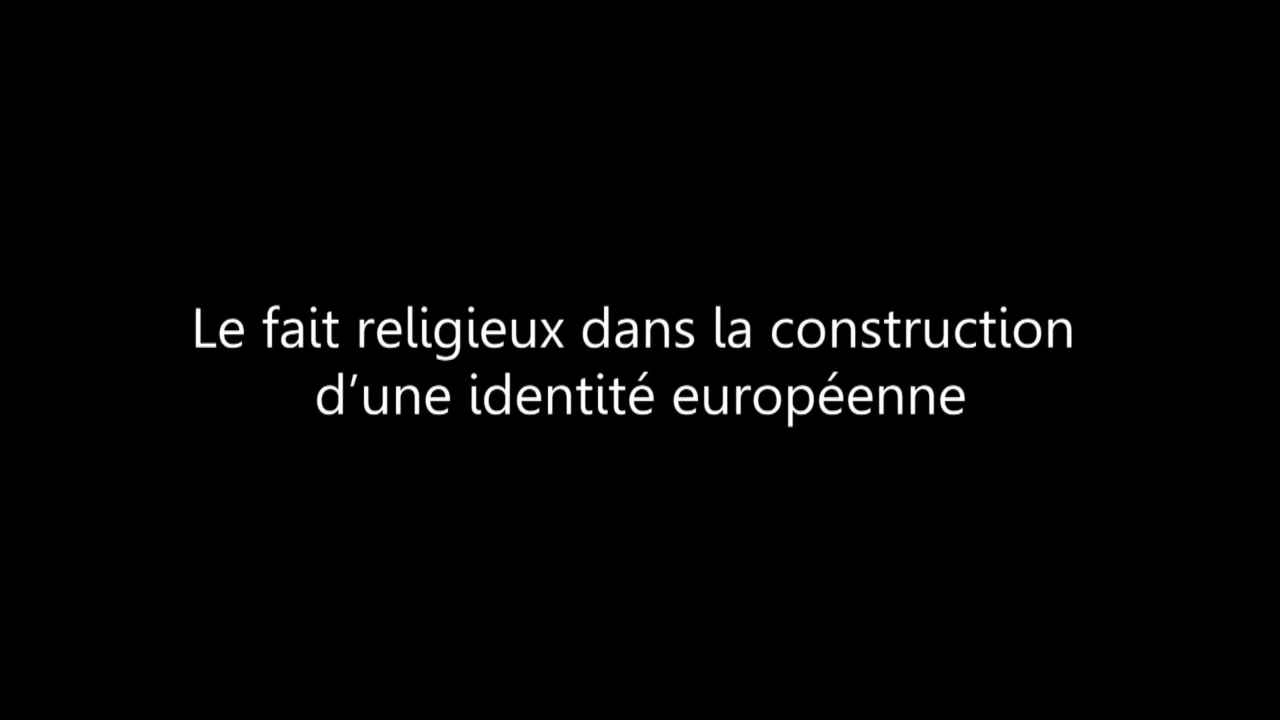 Le fait religieux dans la construction
d’une identité européenne